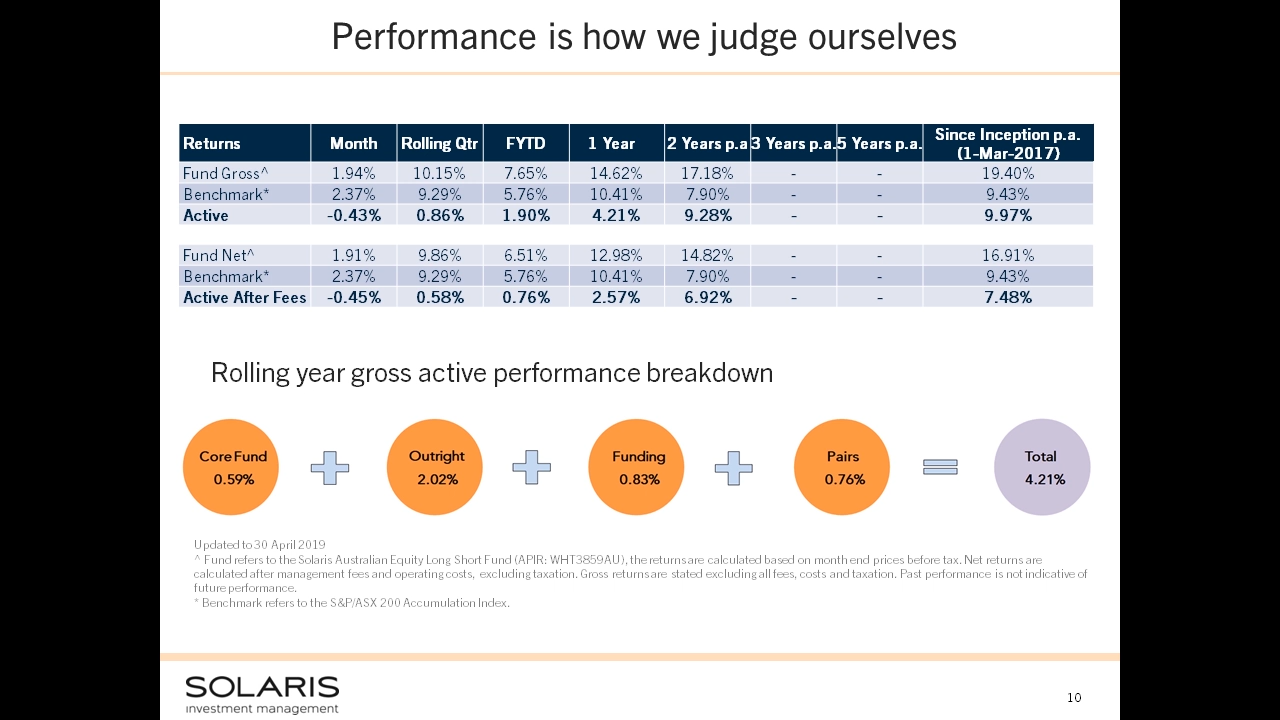 Performance is how we judge ourselves
Returns Month Rolling Qtr FYTD 1 Year 2 Years p.a 3 Years p.a. 5 Years p.a. Since Inception p.a. (1-Mar-2017)
Fund Gross^ 1.94% 10.15% 7.65% 14.62% 17.18% - - 19.40%
Benchmark* 2.37% 9.29% 5.76% 10.41% 7.90% - - 9.43%
Active -0.43% 0.86% 1.90% 4.21% 9.28% - - 9.97%
Fund Net^ 1.91% 9.86% 6.51% 12.98% 14.82% - - 16.91%
Benchmark* 2.37% 9.29% 5.76% 10.41% 7.90% - - 9.43%
Active After Fees -0.45% 0.58% 0.76% 2.57% 6.92% - - 7.48%
Rolling year gross active performance breakdown
Core Fund
0.59%
Outright
2.02%
Funding
0.83%
Pairs
0.76%
Total
4.21%
Updated to 30 April 2019
^ Fund refers to the Solaris Australian Equity Long Short Fund (APIR: WHT3859AU), the returns are calculated based on month end prices before tax. Net returns are
calculated after management fees and operating costs, excluding taxation. Gross returns are stated excluding all fees, costs and taxation. Past performance is not indicative of
future performance.
* Benchmark refers to the S&P/ASX 200 Accumulation Index.
SOLARIS
investment management
10